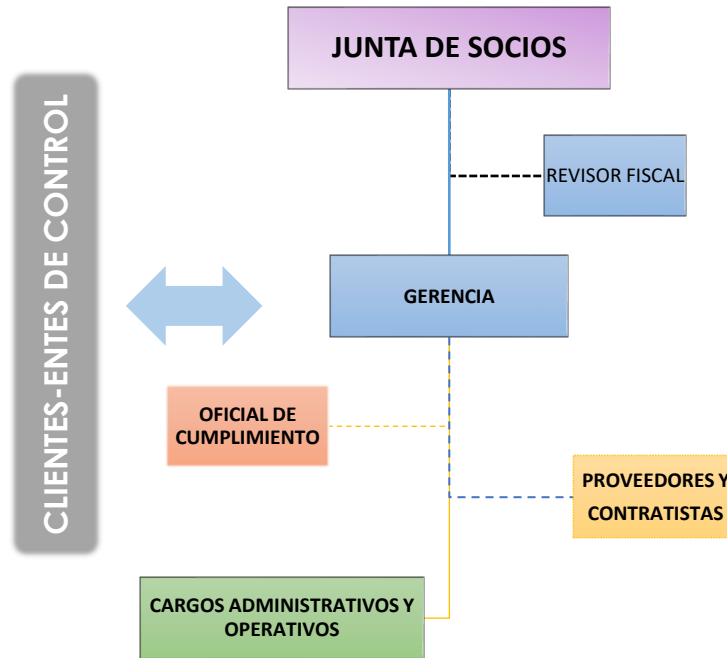 JUNTA DE SOCIOS
CLIENTES-ENTES DE CONTROL
REVISOR FISCAL
GERENCIA
OFICIAL DE
CUMPLIMIENTO
PROVEEDORES Y
CONTRATISTAS
CARGOS ADMINISTRATIVOS Y
OPERATIVOS